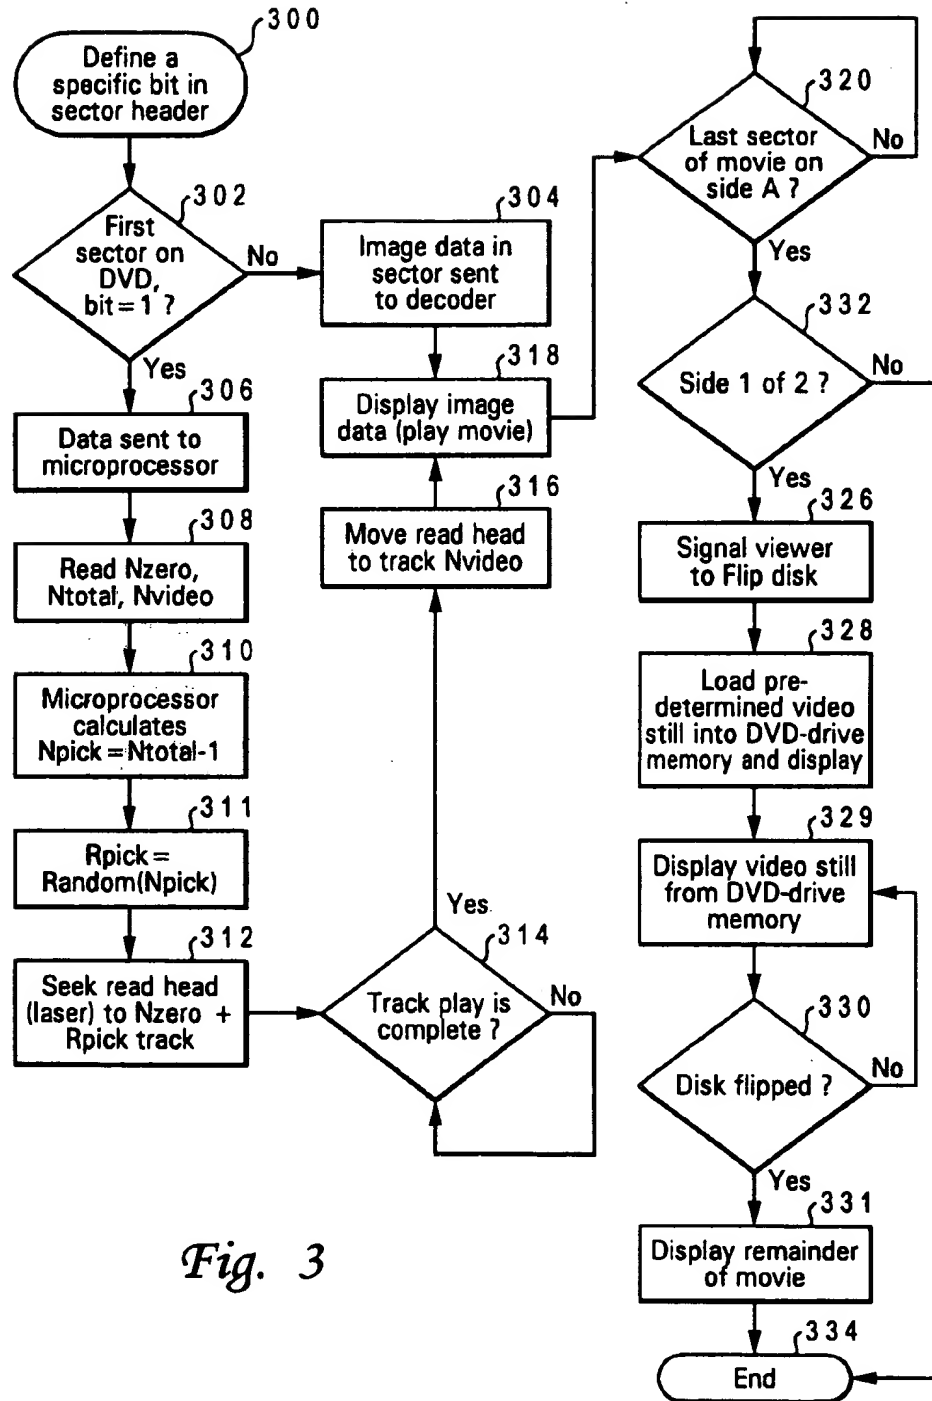 300
Define a
specific bit in
sector header
302
First
sector on
DVD,
bit=1 ?
No
Yes
304
Image data in
sector sent
to decoder
306
Data sent to
microprocessor
308
Read Nzero,
Ntotal, Nvideo
310
Microprocessor
calculates
Npick=Ntotal-1
311
Rpick=
Random(Npick)
312
Seek read head
(laser) to Nzero +
Rpick track
314
Track play is
complete ?
No
Yes
316
Move read head
to track Nvideo
318
Display image
data (play movie)
320
Last sector
of movie on
side A ?
No
Yes
332
Side 1 of 2 ?
No
Yes
326
Signal viewer
to Flip disk
328
Load pre-
determined video
still into DVD-drive
memory and display
329
Display video still
from DVD-drive
memory
330
Disk flipped ?
No
Yes
331
Display remainder
of movie
334
End
Fig. 3